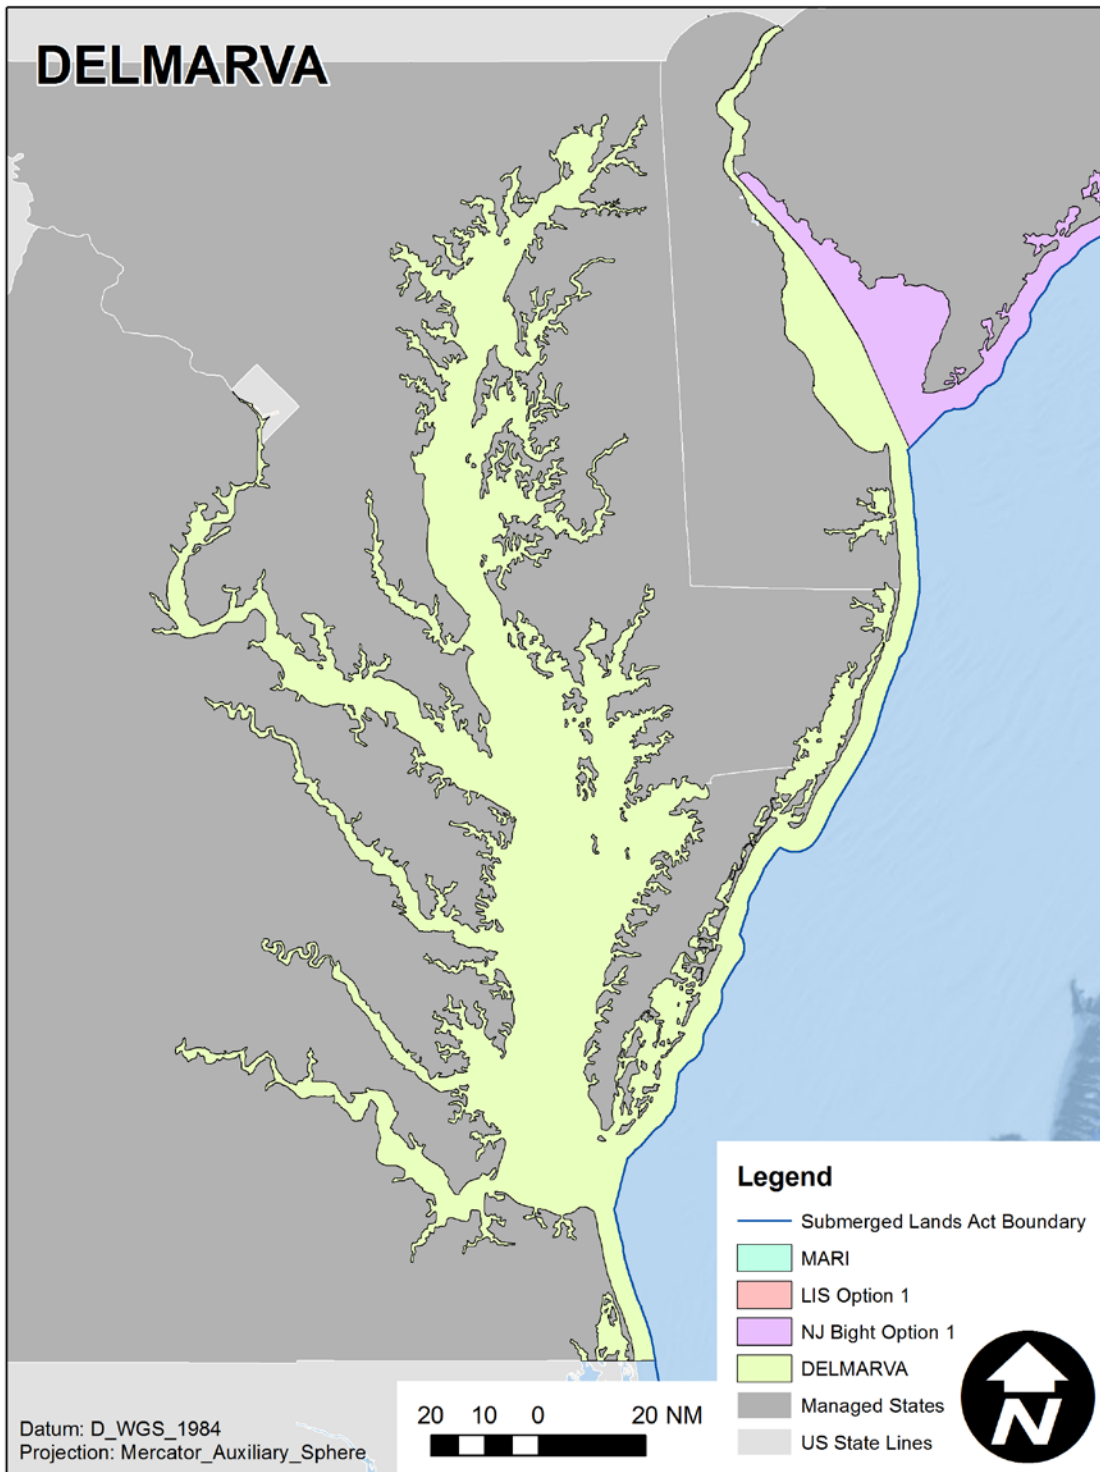 DELMARVA
Legend
Submerged Lands Act Boundary
MARI
LIS Option 1
NJ Bight Option 1
DELMARVA
Managed States
US State Lines
N
20 10 0 20 NM
Datum: D_WGS_1984
Projection: Mercator_Auxiliary_Sphere